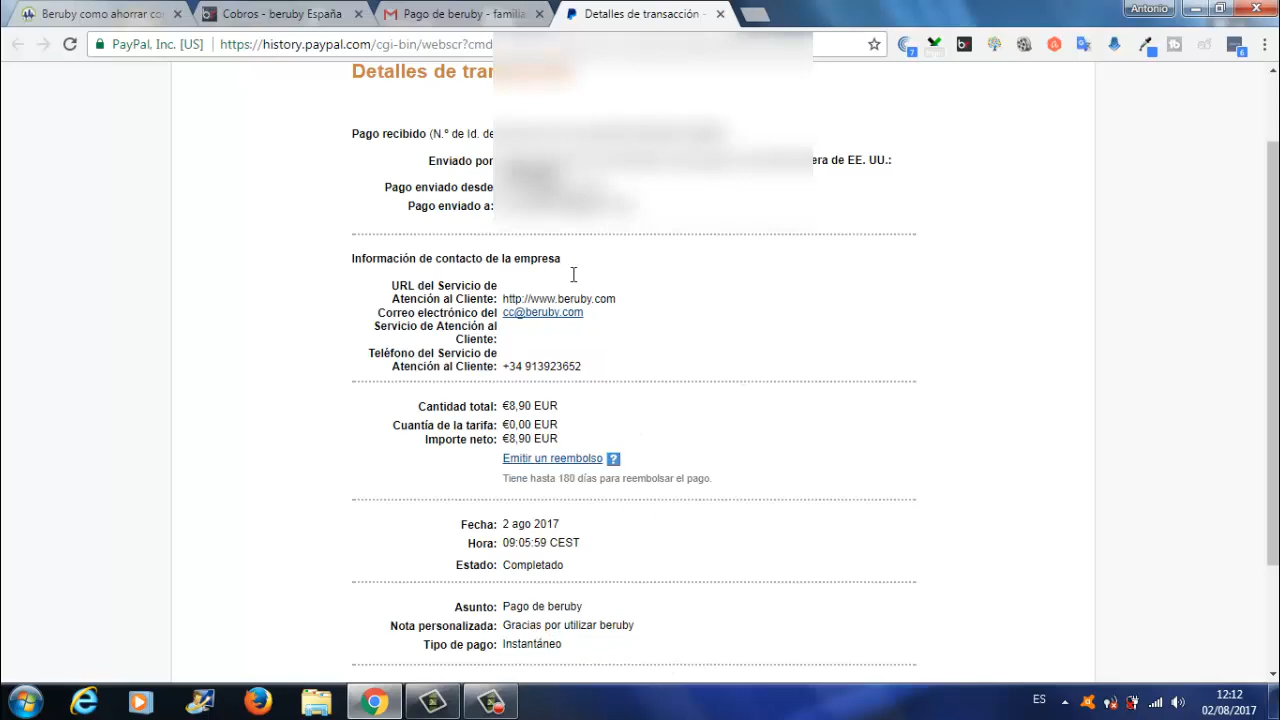 Beruby como ahorrar co
Cobros - beruby España
Pago de beruby - familia
Detalles de transacción -
Antonio
PayPal, Inc. [US]
https://history.paypal.com/cgi-bin/webscr?cmd
Detalles de tra
Pago recibido (N.º de Id. de
Enviado por
era de EE. UU.:
Pago enviado desde
Pago enviado a:
Información de contacto de la empresa
URL del Servicio de
Atención al Cliente: http://www.beruby.com
Correo electrónico del cc@beruby.com
Servicio de Atención al
Cliente:
Teléfono del Servicio de
Atención al Cliente: +34 913923652
Cantidad total: €8,90 EUR
Cuantía de la tarifa: €0,00 EUR
Importe neto: €8,90 EUR
Emitir un reembolso ?
Tiene hasta 180 días para reembolsar el pago.
Fecha: 2 ago 2017
Hora: 09:05:59 CEST
Estado: Completado
Asunto: Pago de beruby
Nota personalizada: Gracias por utilizar beruby
Tipo de pago: Instantáneo
ES
12:12
02/08/2017